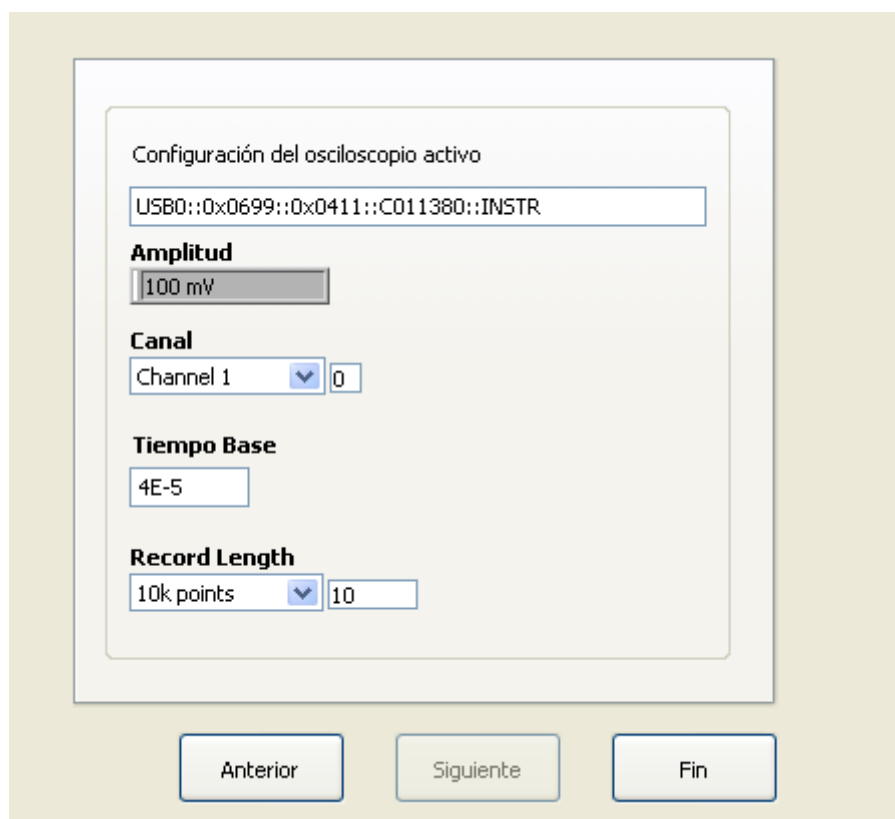 Configuración del osciloscopio activo
USB0::0x0699::0x0411::C011380::INSTR
Amplitud
100 mV
Canal
Channel 1 0
Tiempo Base
4E-5
Record Length
10k points 10
Anterior Siguiente Fin